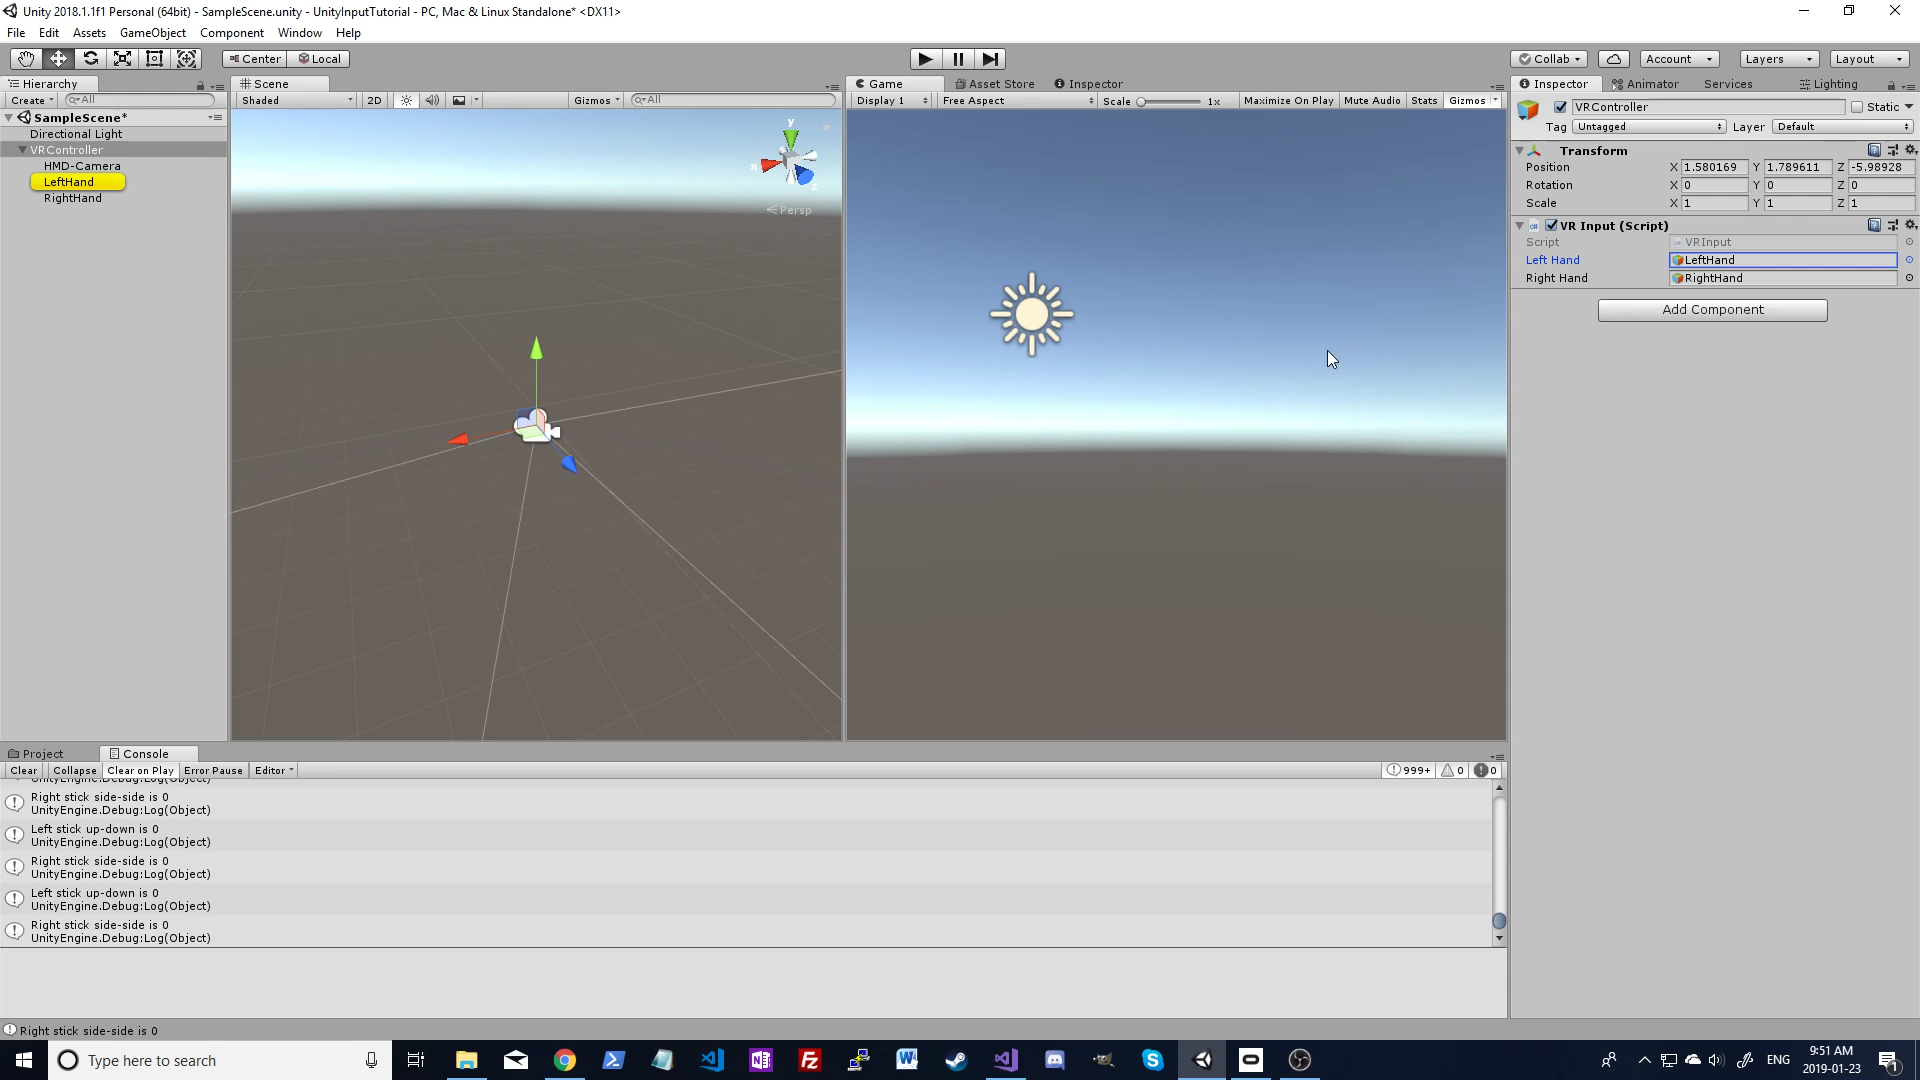 Unity 2018.1.1f1 Personal (64bit) - SampleScene.unity - UnityInputTutorial - PC, Mac & Linux Standalone* <DX11>
File Edit Assets GameObject Component Window Help
Center Local
Collab Account Layers Layout
Hierarchy
Create All
SampleScene*
Directional Light
VRController
HMD-Camera
LeftHand
RightHand
Scene
Shaded 2D Gizmos All
y
x
z
Persp
Game Asset Store Inspector
Display 1 Free Aspect Scale 1x Maximize On Play Mute Audio Stats Gizmos
Inspector Animator Services Lighting
VRController Static
Tag Untagged Layer Default
Transform
Position X 1.580169 Y 1.789611 Z -5.98928
Rotation X 0 Y 0 Z 0
Scale X 1 Y 1 Z 1
VR Input (Script)
Script VRInput
Left Hand LeftHand
Right Hand RightHand
Add Component
Project Console
Clear Collapse Clear on Play Error Pause Editor 999+ 0 0
UnityEngine.Debug:Log(Object)
Right stick side-side is 0
UnityEngine.Debug:Log(Object)
Left stick up-down is 0
UnityEngine.Debug:Log(Object)
Right stick side-side is 0
UnityEngine.Debug:Log(Object)
Left stick up-down is 0
UnityEngine.Debug:Log(Object)
Right stick side-side is 0
UnityEngine.Debug:Log(Object)
Right stick side-side is 0
Type here to search
ENG
9:51 AM
2019-01-23
1